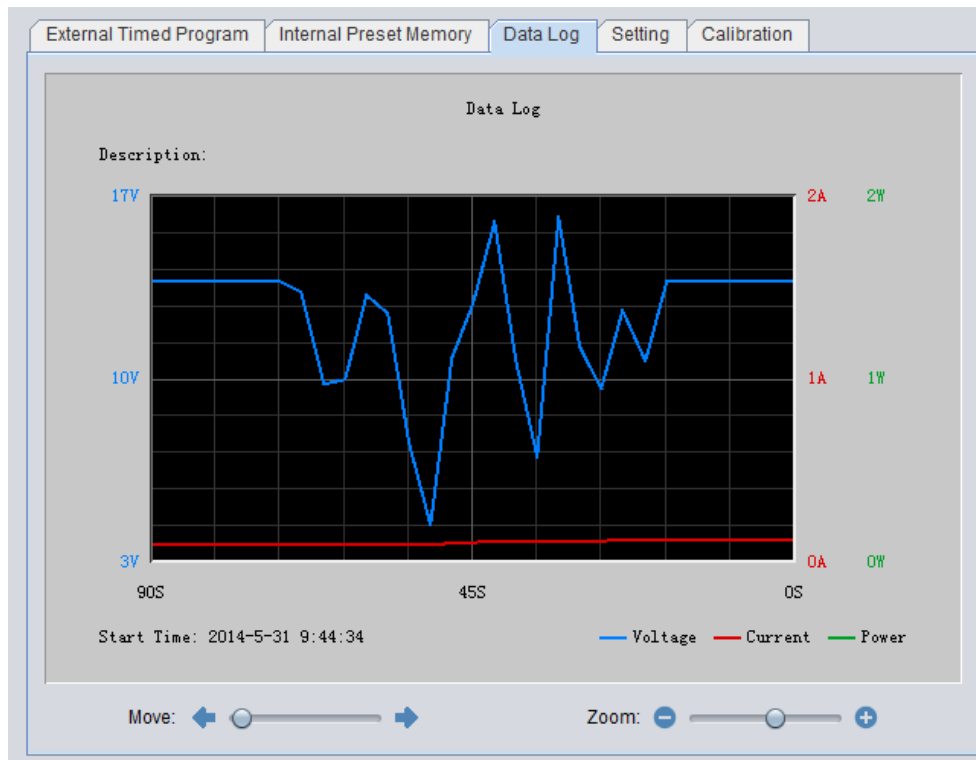 External Timed Program Internal Preset Memory Data Log Setting Calibration
Data Log
Description:
17V 2A 2W
10V 1A 1W
3V 0A 0W
90S 45S 0S
Start Time: 2014-5-31 9:44:34 Voltage Current Power
Move: Zoom: